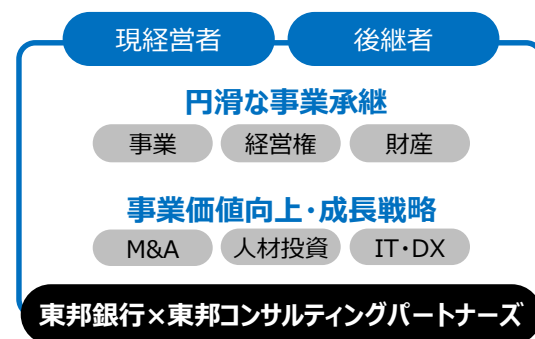 現経営者 後継者
円滑な事業承継
事業 経営権 財産
事業価値向上・成長戦略
M&A 人材投資 IT・DX
東邦銀行×東邦コンサルティングパートナーズ